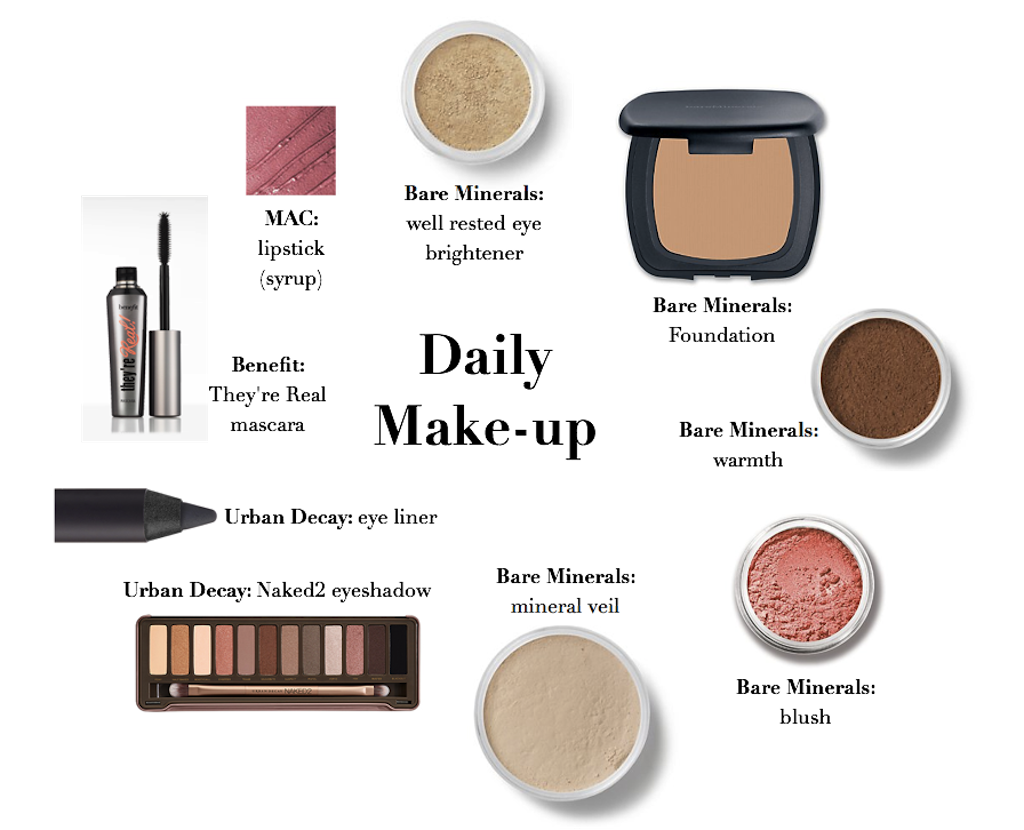 Bare Minerals:
well rested eye
brightener
MAC:
lipstick
(syrup)
Bare Minerals:
Foundation
Daily
Make-up
benefit
they're Real!
Benefit:
They're Real
mascara
Bare Minerals:
warmth
Urban Decay: eye liner
Urban Decay: Naked2 eyeshadow
NAKED2
Bare Minerals:
mineral veil
Bare Minerals:
blush